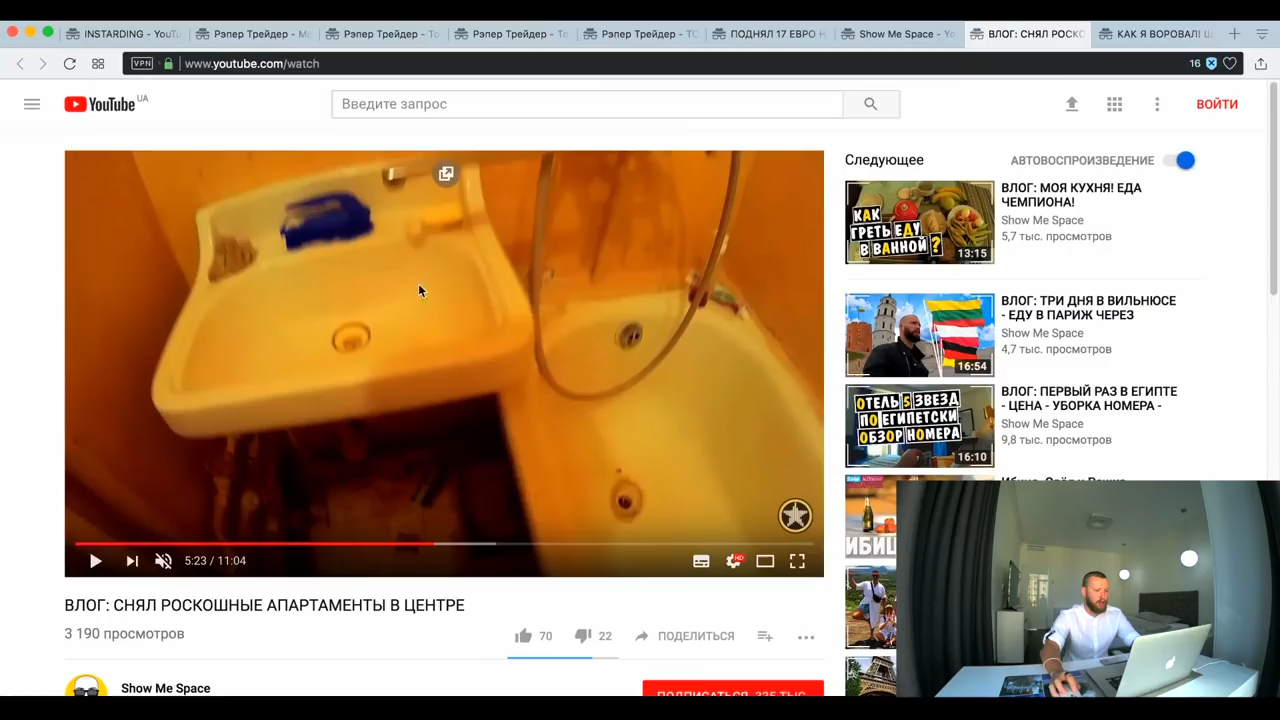 INSTARDING - YouTu
Рэпер Трейдер - Ма
Рэпер Трейдер - То
Рэпер Трейдер - То
Рэпер Трейдер - ТС
ПОДНЯЛ 17 ЕВРО Н
Show Me Space - Yo
ВЛОГ: СНЯЛ РОСКО
КАК Я ВОРОВАЛ! Ш
VPN
www.youtube.com/watch
16
YouTube UA
Введите запрос
ВОЙТИ
Следующее
АВТОВОСПРОИЗВЕДЕНИЕ
КАК
ГРЕТЬ ЕДУ
В ВАННОЙ?
13:15
ВЛОГ: МОЯ КУХНЯ! ЕДА
ЧЕМПИОНА!
Show Me Space
5,7 тыс. просмотров
16:54
ВЛОГ: ТРИ ДНЯ В ВИЛЬНЮСЕ
- ЕДУ В ПАРИЖ ЧЕРЕЗ
Show Me Space
4,7 тыс. просмотров
ОТЕЛЬ 5 ЗВЕЗД
ПО ЕГИПЕТСКИ
ОБЗОР НОМЕРА
16:10
ВЛОГ: ПЕРВЫЙ РАЗ В ЕГИПТЕ
- ЦЕНА - УБОРКА НОМЕРА -
Show Me Space
9,8 тыс. просмотров
ИБИЦ
5:23 / 11:04
HD
ВЛОГ: СНЯЛ РОСКОШНЫЕ АПАРТАМЕНТЫ В ЦЕНТРЕ
3 190 просмотров
70
22
ПОДЕЛИТЬСЯ
Show Me Space
ПОДПИСАТЬСЯ 335 ТЫС.